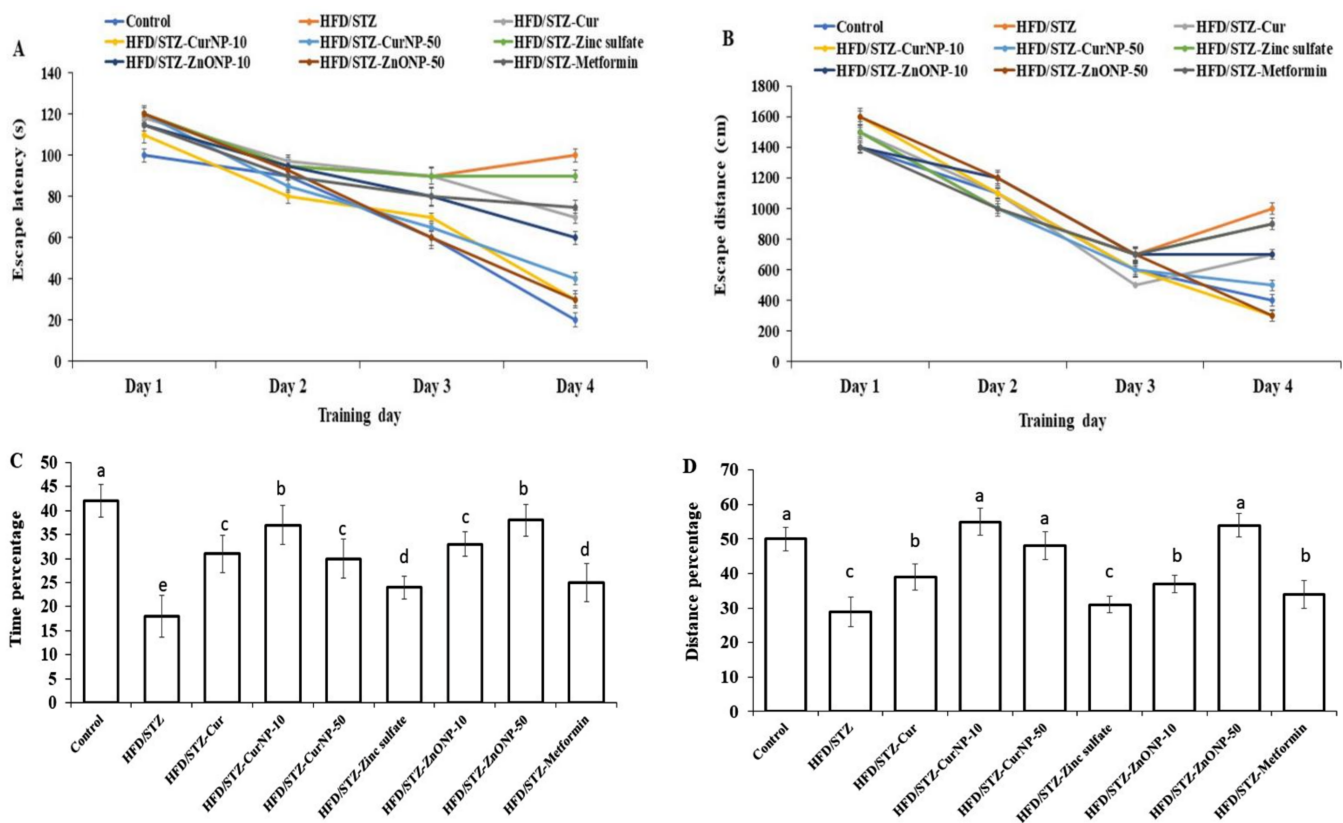 A
Control HFD/STZ HFD/STZ-Cur
HFD/STZ-CurNP-10 HFD/STZ-CurNP-50 HFD/STZ-Zinc sulfate
HFD/STZ-ZnONP-10 HFD/STZ-ZnONP-50 HFD/STZ-Metformin
Escape latency (s)
140
120
100
80
60
40
20
0
Day 1 Day 2 Day 3 Day 4
Training day
B
Control HFD/STZ HFD/STZ-Cur
HFD/STZ-CurNP-10 HFD/STZ-CurNP-50 HFD/STZ-Zinc sulfate
HFD/STZ-ZnONP-10 HFD/STZ-ZnONP-50 HFD/STZ-Metformin
Escape distance (cm)
1800
1600
1400
1200
1000
800
600
400
200
0
Day 1 Day 2 Day 3 Day 4
Training day
C
Time percentage
50
45
40
35
30
25
20
15
10
5
0
a e c b c d c b d
Control
HFD/STZ
HFD/STZ-Cur
HFD/STZ-CurNP-10
HFD/STZ-CurNP-50
HFD/STZ-Zinc sulfate
HFD/STZ-ZnONP-10
HFD/STZ-ZnONP-50
HFD/STZ-Metformin
D
Distance percentage
70
60
50
40
30
20
10
0
a c b a a c b a b
Control
HFD/STZ
HFD/STZ-Cur
HFD/STZ-CurNP-10
HFD/STZ-CurNP-50
HFD/STZ-Zinc sulfate
HFD/STZ-ZnONP-10
HFD/STZ-ZnONP-50
HFD/STZ-Metformin